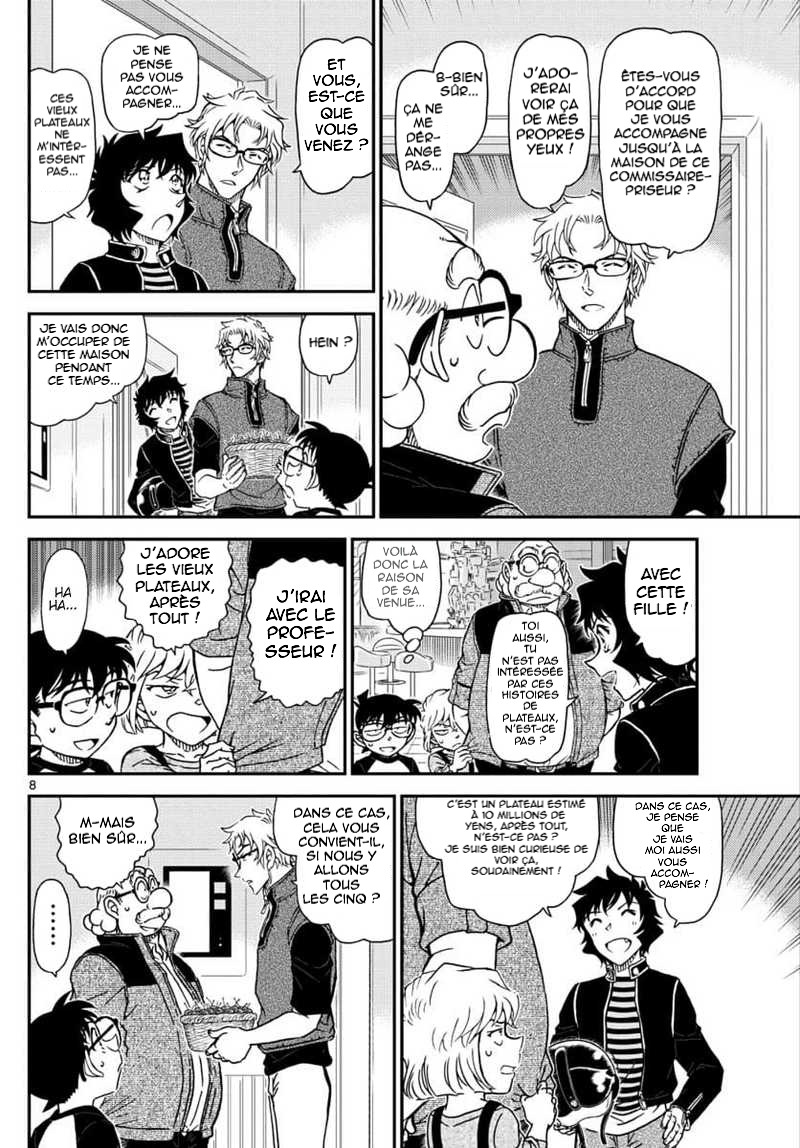 ÊTES-VOUS
D'ACCORD
POUR QUE
JE VOUS
ACCOMPAGNE
JUSQU'À LA
MAISON DE CE
COMMISSAIRE-
PRISEUR ?
J'ADO-
RERAI
VOIR ÇA
DE MES
PROPRES
YEUX !
B-BIEN
SÛR...
ÇA NE
ME
DÉR-
ANGE
PAS...
ET
VOUS,
EST-CE
QUE
VOUS
VENEZ ?
JE NE
PENSE
PAS VOUS
ACCOM-
PAGNER...
CES
VIEUX
PLATEAUX
NE
M'INTÉR-
ESSENT
PAS...
HEIN ?
JE VAIS DONC
M'OCCUPER DE
CETTE MAISON
PENDANT
CE TEMPS...
AVEC
CETTE
FILLE !
TOI
AUSSI,
TU
N'EST PAS
INTÉRESSÉE
PAR CES
HISTOIRES
DE
PLATEAUX,
N'EST-CE
PAS ?
VOILÀ
DONC LA
RAISON
DE SA
VENUE...
J'IRAI
AVEC LE
PROFE-
SSEUR !
J'ADORE
LES VIEUX
PLATEAUX,
APRÈS
TOUT !
HA
HA...
8
DANS CE CAS,
JE PENSE
QUE
JE VAIS
MOI AUSSI
VOUS
ACCOM-
PAGNER !
C'EST UN PLATEAU ESTIMÉ
À 10 MILLIONS DE
YENS, APRÈS TOUT,
N'EST-CE PAS ?
JE SUIS BIEN CURIEUSE DE
VOIR ÇA,
SOUDAINEMENT !
DANS CE CAS,
CELA
VOUS
CONVIENT-IL,
SI NOUS Y
ALLONS
TOUS
LES CINQ ?
M-MAIS
BIEN SÛR...
......